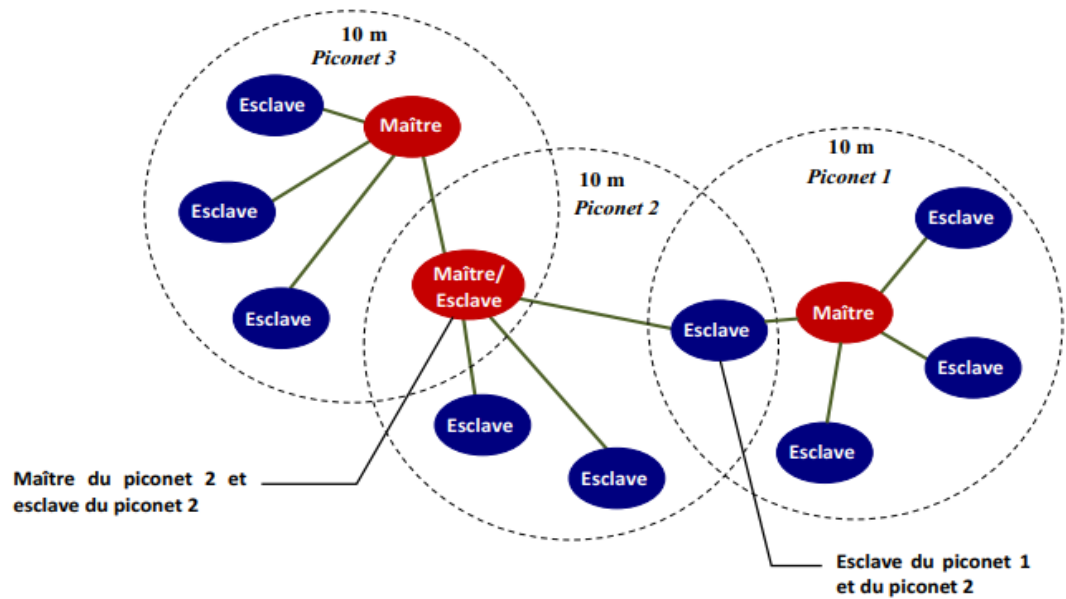 10 m
Piconet 3
Esclave
Maître
Esclave
Esclave
10 m
Piconet 2
Maître/
Esclave
Esclave
Esclave
Esclave
10 m
Piconet 1
Esclave
Maître
Esclave
Esclave
Maître du piconet 2 et
esclave du piconet 2
Esclave du piconet 1
et du piconet 2